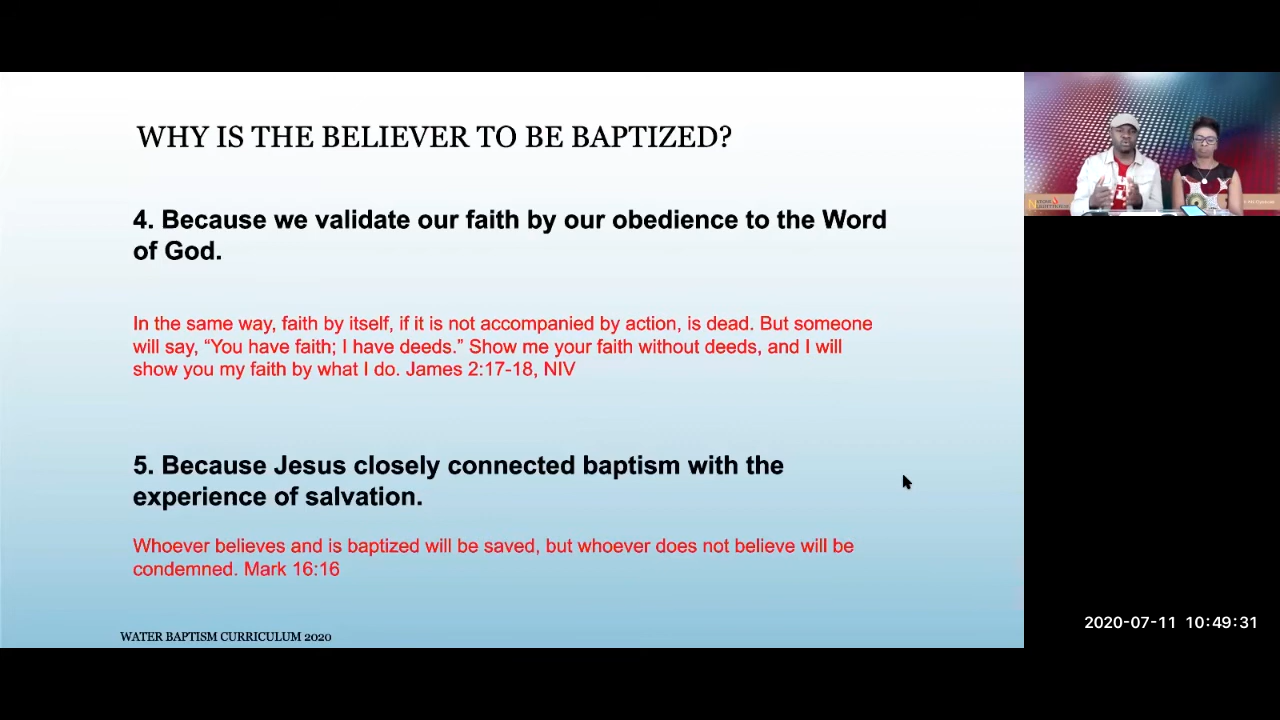 WHY IS THE BELIEVER TO BE BAPTIZED?
4. Because we validate our faith by our obedience to the Word
of God.
In the same way, faith by itself, if it is not accompanied by action, is dead. But someone
will say, “You have faith; I have deeds.” Show me your faith without deeds, and I will
show you my faith by what I do. James 2:17-18, NIV
5. Because Jesus closely connected baptism with the
experience of salvation.
Whoever believes and is baptized will be saved, but whoever does not believe will be
condemned. Mark 16:16
WATER BAPTISM CURRICULUM 2020
2020-07-11 10:49:31